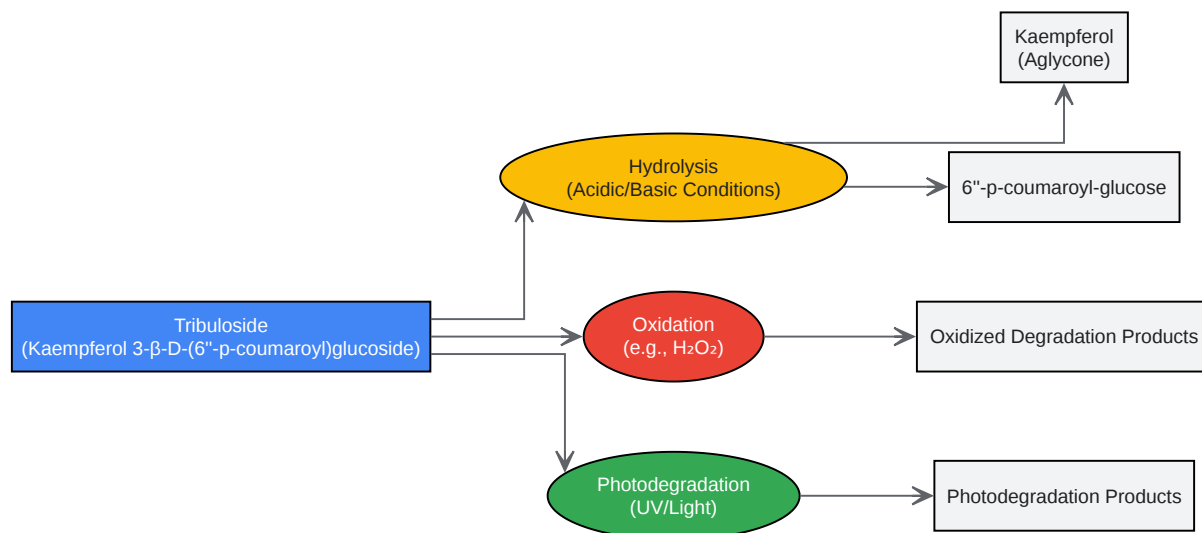 Kaempferol
(Aglycone)
Hydrolysis
(Acidic/Basic Conditions)
6''-p-coumaroyl-glucose
Tribuloside
(Kaempferol 3-β-D-(6''-p-coumaroyl)glucoside)
Oxidation
(e.g., H₂O₂)
Oxidized Degradation Products
Photodegradation
(UV/Light)
Photodegradation Products